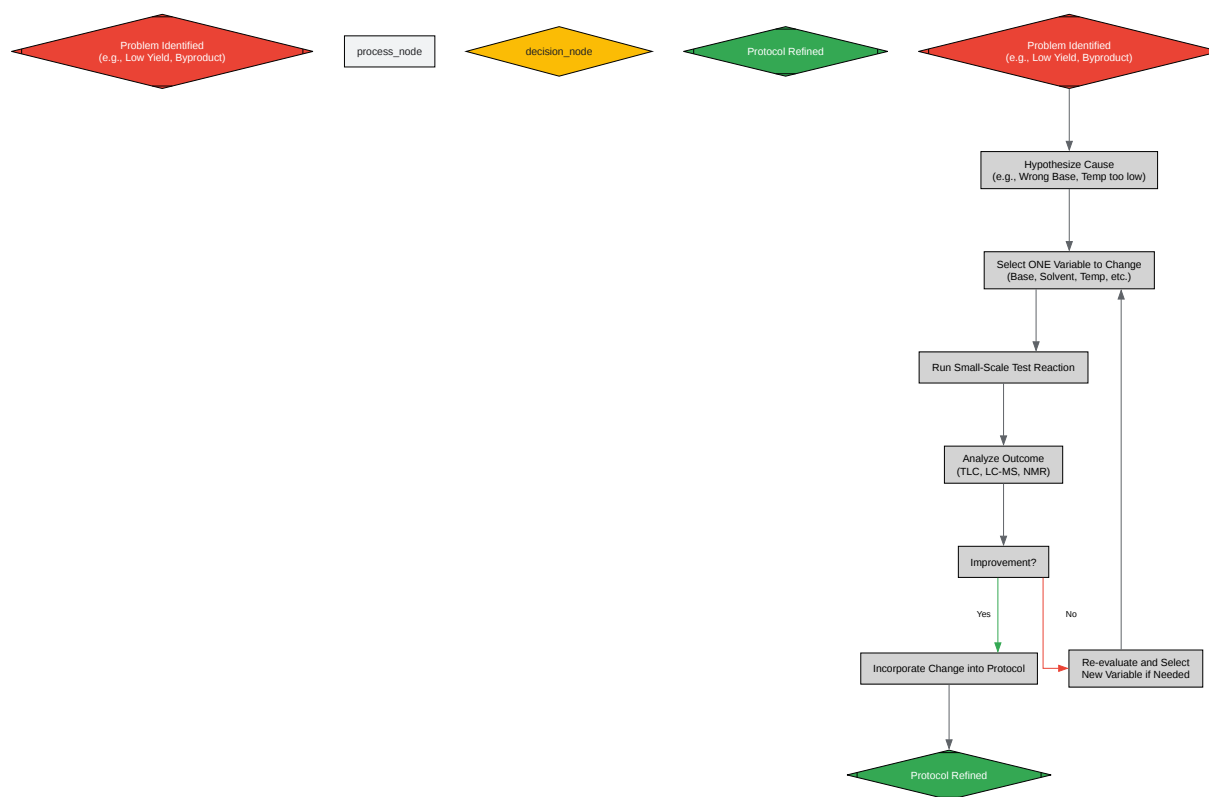 Problem Identified
(e.g., Low Yield, Byproduct)
process_node
decision_node
Protocol Refined
Problem Identified
(e.g., Low Yield, Byproduct)
Hypothesize Cause
(e.g., Wrong Base, Temp too low)
Select ONE Variable to Change
(Base, Solvent, Temp, etc.)
Run Small-Scale Test Reaction
Analyze Outcome
(TLC, LC-MS, NMR)
Improvement?
Yes
No
Incorporate Change into Protocol
Re-evaluate and Select
New Variable if Needed
Protocol Refined